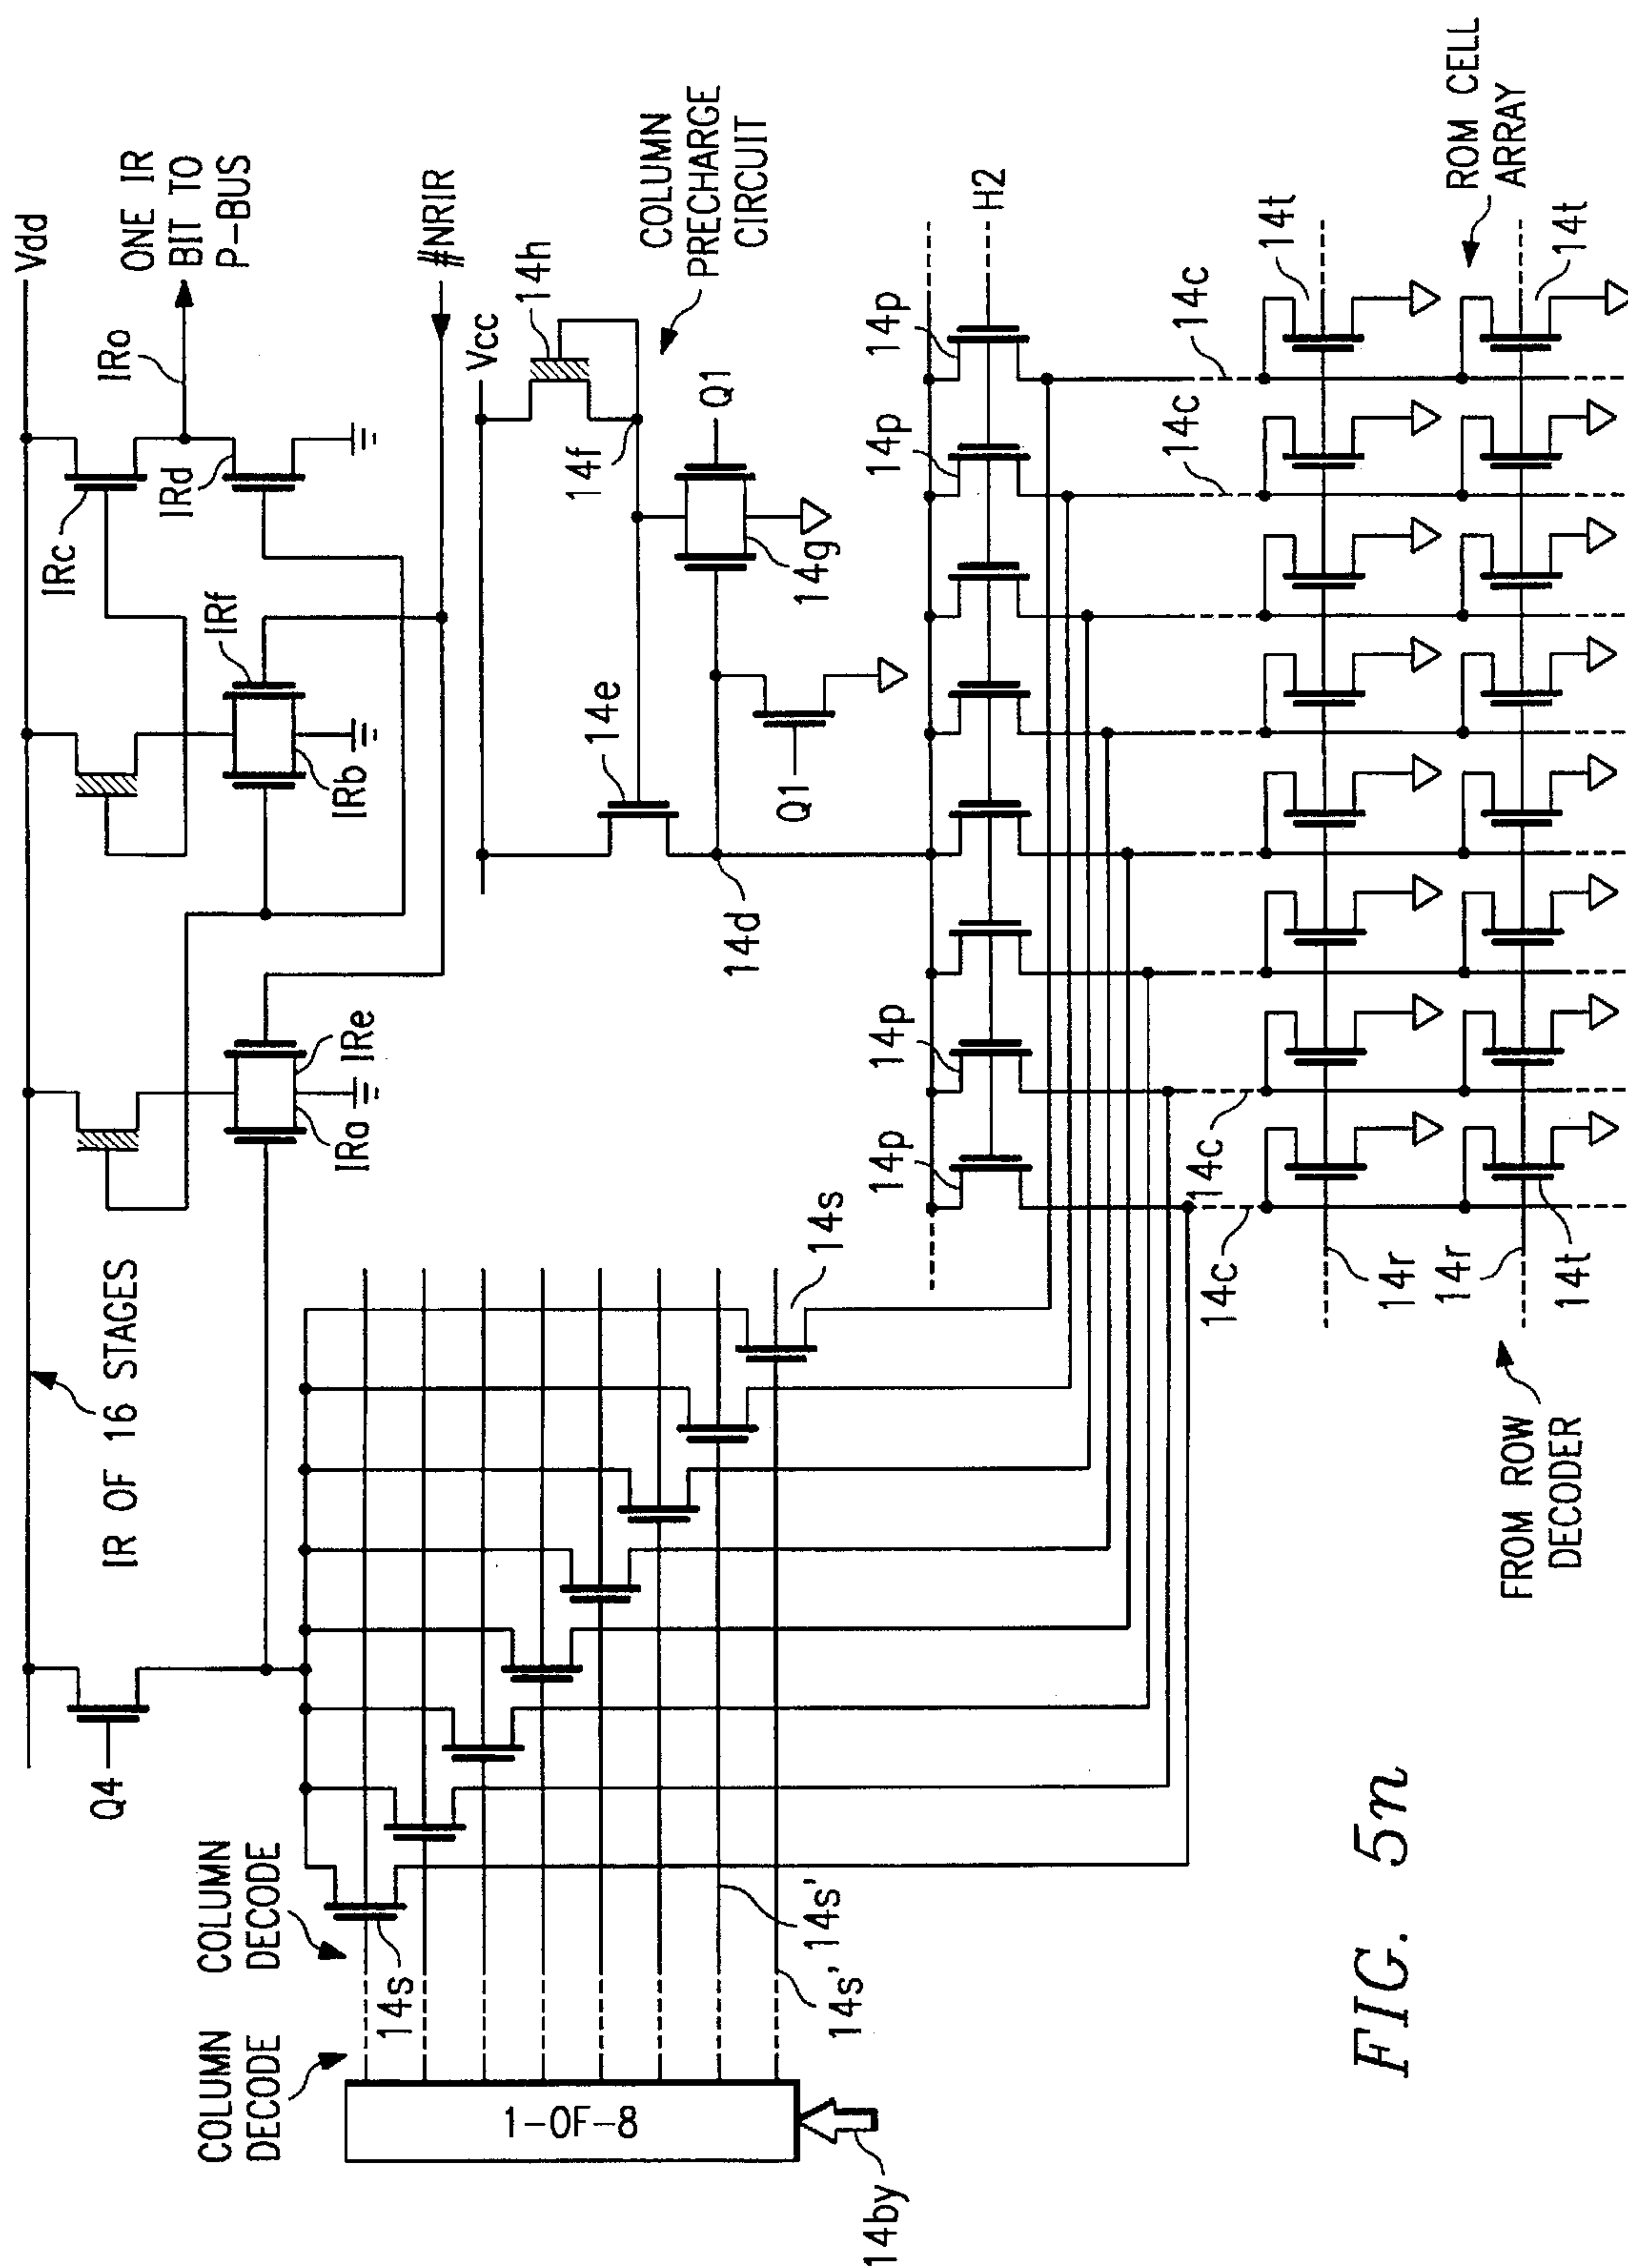 Vdd
ONE IR
BIT TO
P-BUS
IRo
IRc
IRd
#NRIR
IRf
IRb
IRe
IRa
IR OF 16 STAGES
Q4
Vcc
14h
COLUMN
PRECHARGE
CIRCUIT
14f
Q1
14g
14e
Q1
14d
H2
14p
14p
14p
14p
COLUMN
DECODE
COLUMN
DECODE
14s
14s
14s'
14s'
1-OF-8
14by
14c
14c
14c
14c
14t
14t
14t
14r
14r
ROM CELL
ARRAY
FROM ROW
DECODER
FIG. 5n